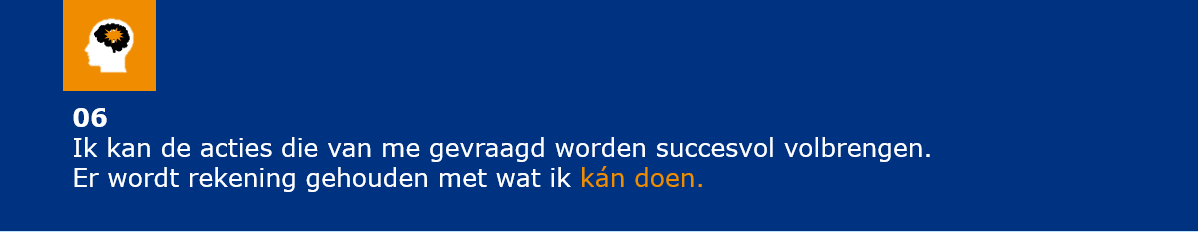 06
Ik kan de acties die van me gevraagd worden succesvol volbrengen.
Er wordt rekening gehouden met wat ik kán doen.